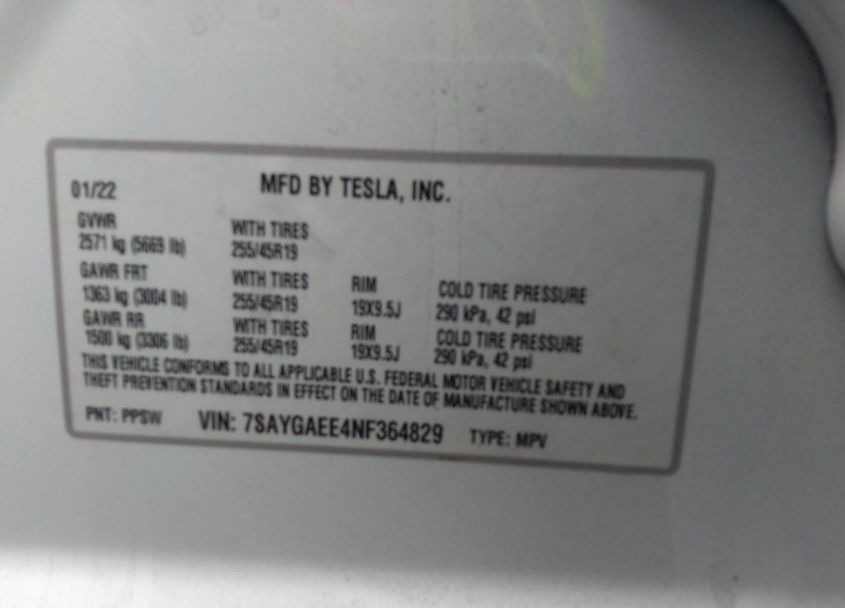 01/22 MFD BY TESLA, INC.
GVWR WITH TIRES
2571 kg (5669 lb) 255/45R19
GAWR FRT WITH TIRES RIM COLD TIRE PRESSURE
1363 kg (3004 lb) 255/45R19 19X9.5J 290 kPa, 42 psi
GAWR RR WITH TIRES RIM COLD TIRE PRESSURE
1500 kg (3306 lb) 255/45R19 19X9.5J 290 kPa, 42 psi
THIS VEHICLE CONFORMS TO ALL APPLICABLE U.S. FEDERAL MOTOR VEHICLE SAFETY AND
THEFT PREVENTION STANDARDS IN EFFECT ON THE DATE OF MANUFACTURE SHOWN ABOVE.
PNT: PPSW VIN: 7SAYGAEE4NF364829 TYPE: MPV